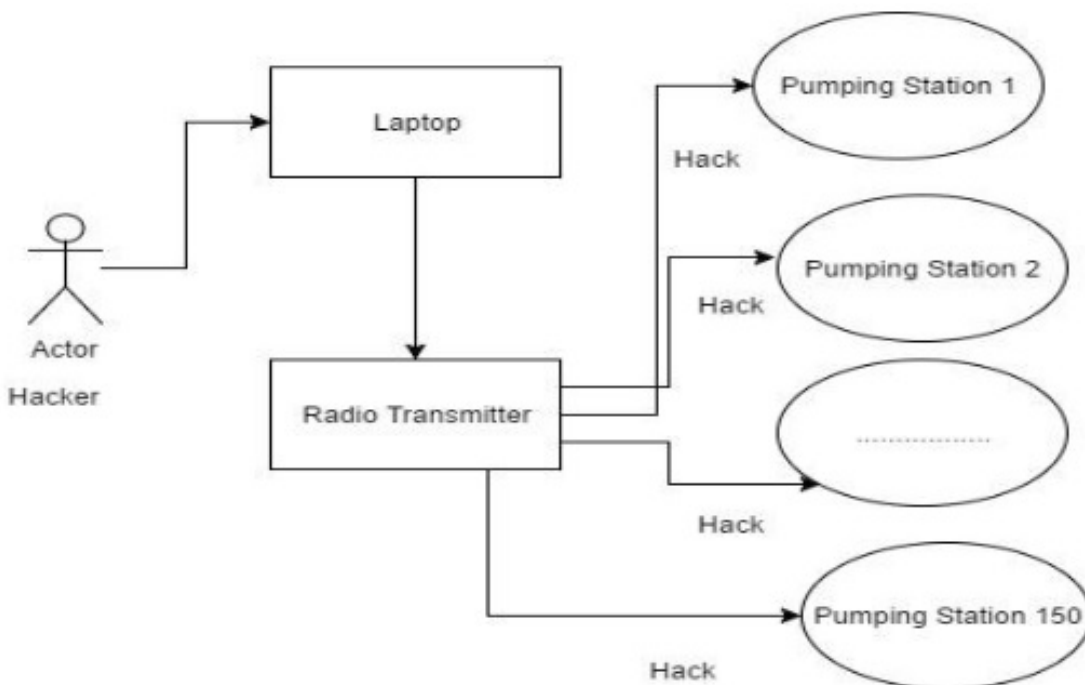 Pumping Station 1
Laptop
Hack
Pumping Station 2
Hack
Actor
Hacker
Radio Transmitter
................
Hack
Pumping Station 150
Hack